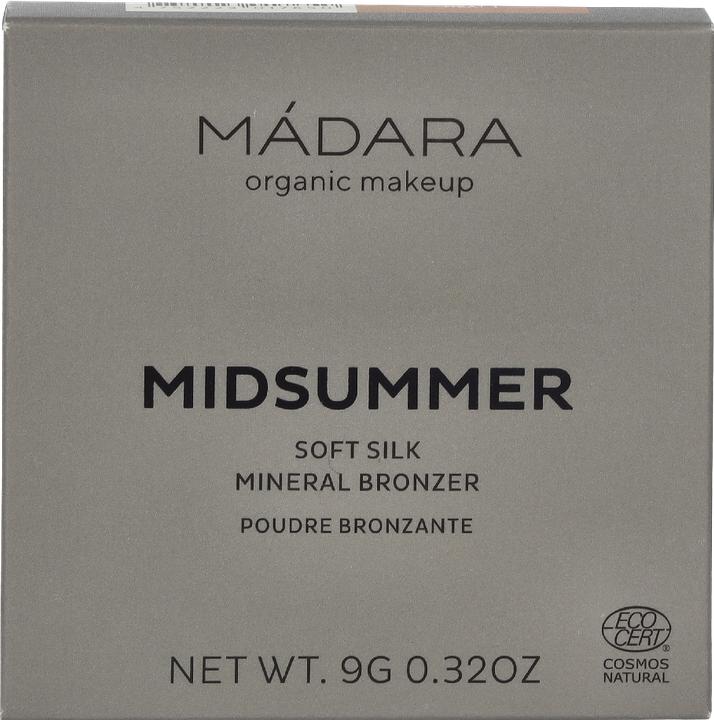 MÁDARA
organic makeup
MIDSUMMER
SOFT SILK
MINERAL BRONZER
POUDRE BRONZANTE
ECO
CERT®
COSMOS
NATURAL
NET WT. 9G 0.32OZ